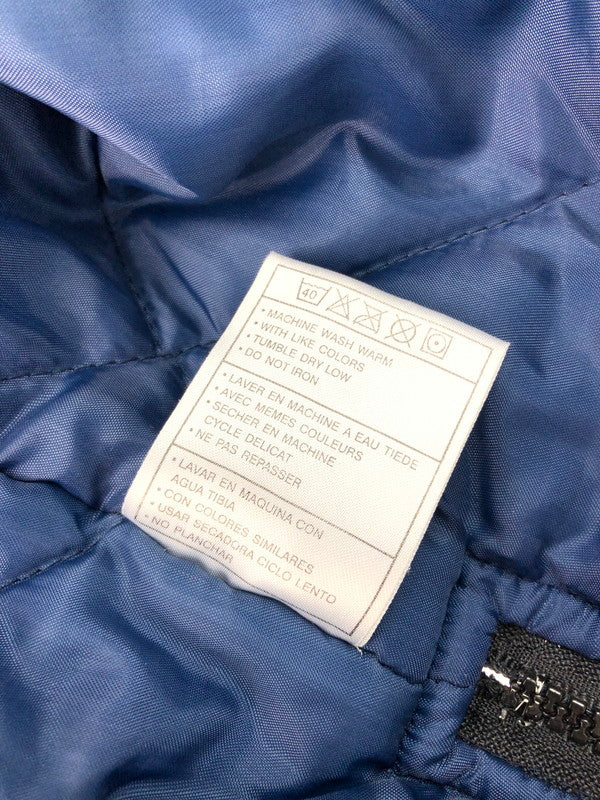 40
• MACHINE WASH WARM
• WITH LIKE COLORS
• TUMBLE DRY LOW
• DO NOT IRON
• LAVER EN MACHINE A EAU TIEDE
• AVEC MEMES COULEURS
• SECHER EN MACHINE
CYCLE DELICAT
• NE PAS REPASSER
• LAVAR EN MAQUINA CON
AGUA TIBIA
• CON COLORES SIMILARES
• USAR SECADORA CICLO LENTO
• NO PLANCHAR